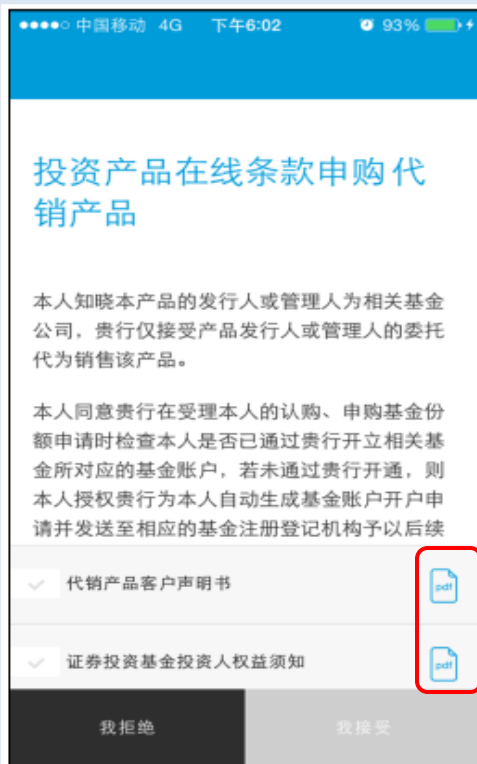 中国移动 4G 下午6:02 93%
投资产品在线条款申购代
销产品
本人知晓本产品的发行人或管理人为相关基金
公司，贵行仅接受产品发行人或管理人的委托
代为销售该产品。
本人同意贵行在受理本人的认购、申购基金份
额申请时检查本人是否已通过贵行开立相关基
金所对应的基金账户，若未通过贵行开通，则
本人授权贵行为本人自动生成基金账户开户申
请并发送至相应的基金注册登记机构予以后续
代销产品客户声明书 pdf
证券投资基金投资人权益须知 pdf
我拒绝 我接受